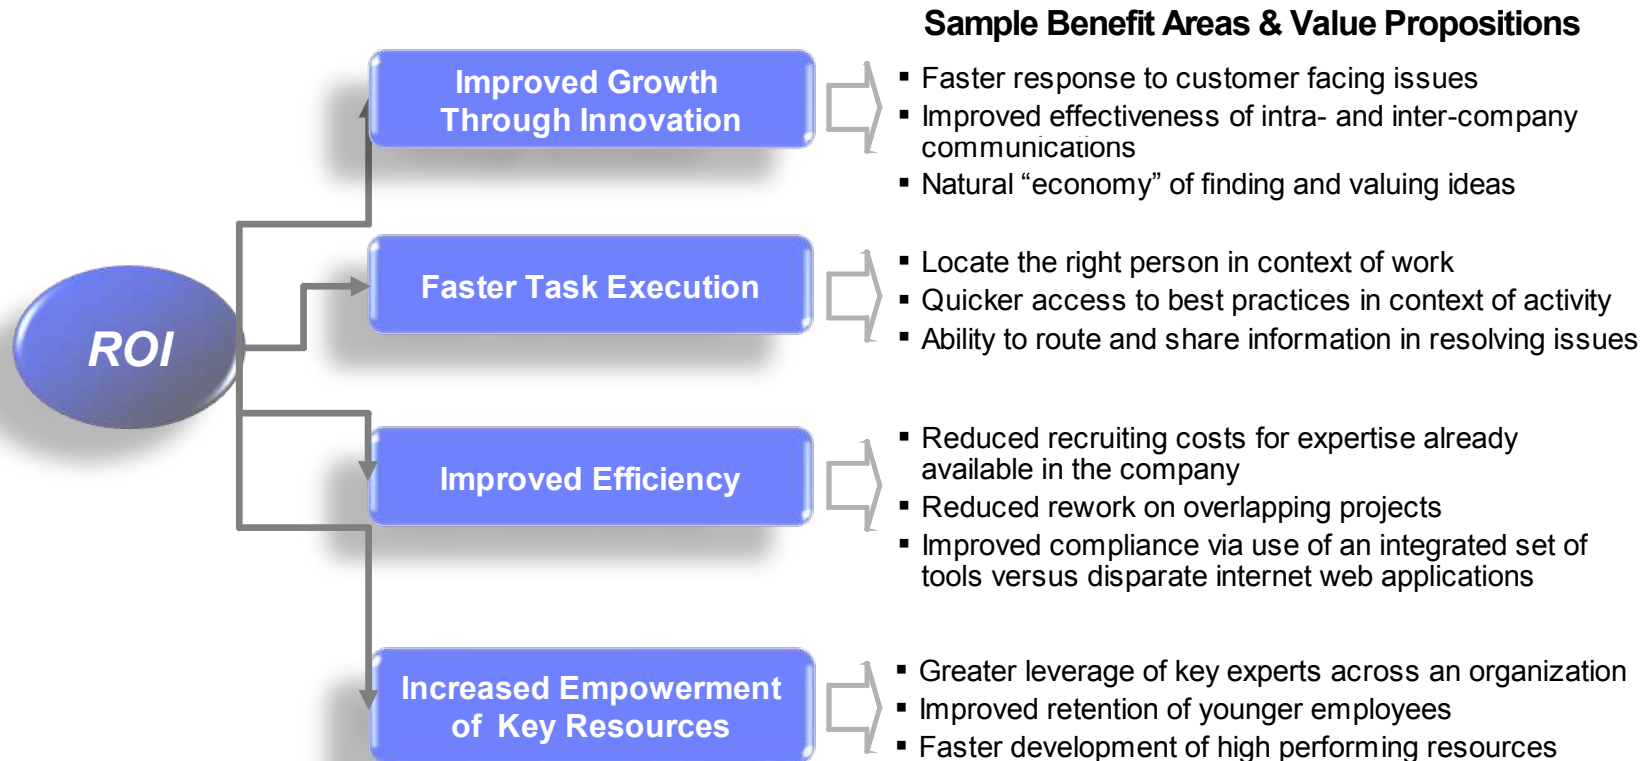 Sample Benefit Areas & Value Propositions
Improved Growth
Through Innovation
▪ Faster response to customer facing issues
▪ Improved effectiveness of intra- and inter-company
communications
▪ Natural “economy” of finding and valuing ideas
ROI
Faster Task Execution
▪ Locate the right person in context of work
▪ Quicker access to best practices in context of activity
▪ Ability to route and share information in resolving issues
Improved Efficiency
▪ Reduced recruiting costs for expertise already
available in the company
▪ Reduced rework on overlapping projects
▪ Improved compliance via use of an integrated set of
tools versus disparate internet web applications
Increased Empowerment
of Key Resources
▪ Greater leverage of key experts across an organization
▪ Improved retention of younger employees
▪ Faster development of high performing resources